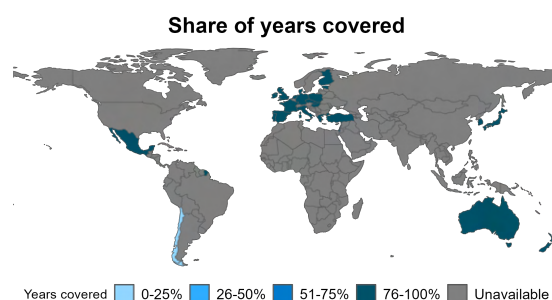 Share of years covered
Years covered 0-25% 26-50% 51-75% 76-100% Unavailable